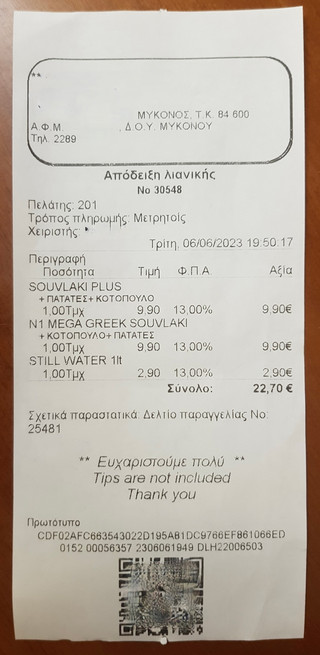 **
ΜΥΚΟΝΟΣ, Τ.Κ. 84 600
Α.Φ.Μ. , Δ.Ο.Υ. ΜΥΚΟΝΟΥ
Τηλ. 2289
Απόδειξη λιανικής
No 30548
Πελάτης: 201
Τρόπος πληρωμής: Μετρητοίς
Χειριστής: *
Τρίτη, 06/06/2023 19:50:17
Περιγραφή
Ποσότητα Τιμή Φ.Π.Α. Αξία
SOUVLAKI PLUS
+ ΠΑΤΑΤΕΣ+ ΚΟΤΟΠΟΥΛΟ
1,00Τμχ 9,90 13,00% 9,90€
N1 MEGA GREEK SOUVLAKI
+ ΚΟΤΟΠΟΥΛΟ+ ΠΑΤΑΤΕΣ
1,00Τμχ 9,90 13,00% 9,90€
STILL WATER 1lt
1,00Τμχ 2,90 13,00% 2,90€
Σύνολο: 22,70 €
Σχετικά παραστατικά: Δελτίο παραγγελίας Νο:
25481
** Ευχαριστούμε πολύ **
Tips are not included
Thank you
Πρωτότυπο
CDF02AFC663543022D195A81DC9766EF861066ED
0152 00056357 2306061949 DLH22006503